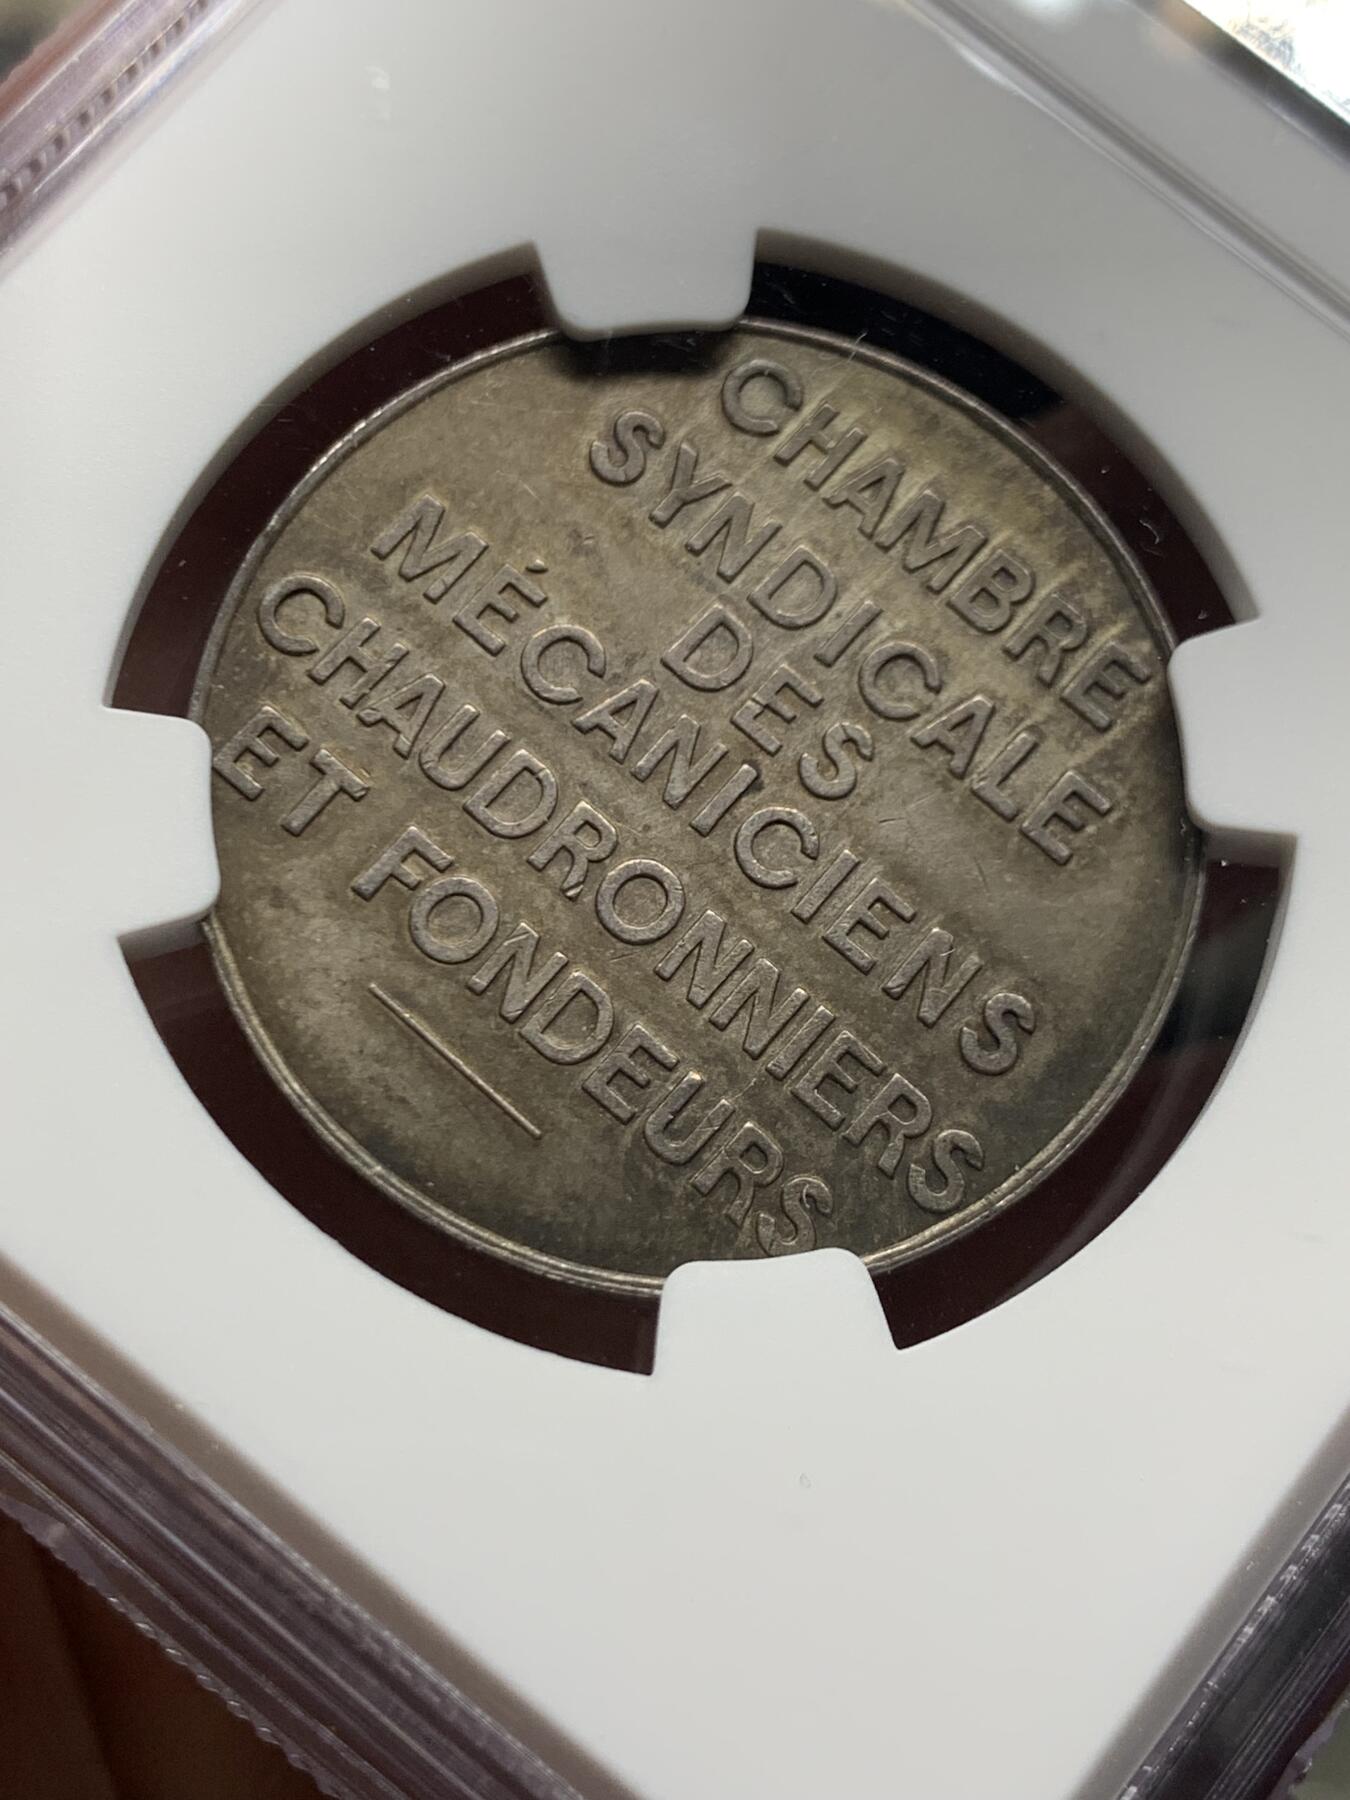 CHAMBRE
SYNDICALE
DES
MÉCANICIENS
CHAUDRONNIERS
ET FONDEURS